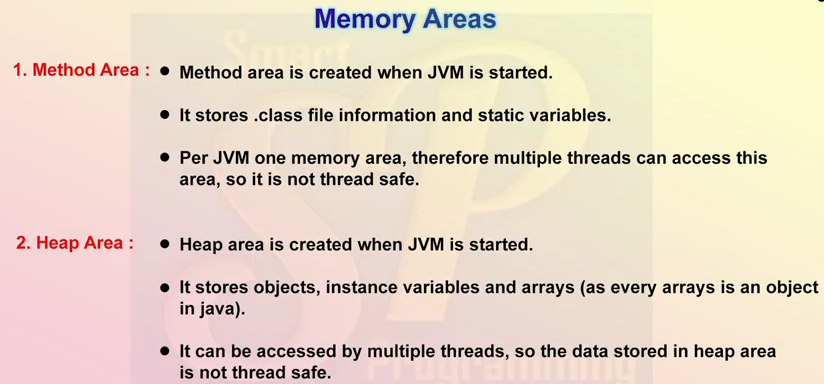 Memory Areas
1. Method Area : ● Method area is created when JVM is started.
● It stores .class file information and static variables.
● Per JVM one memory area, therefore multiple threads can access this
area, so it is not thread safe.
2. Heap Area : ● Heap area is created when JVM is started.
● It stores objects, instance variables and arrays (as every arrays is an object
in java).
● It can be accessed by multiple threads, so the data stored in heap area
is not thread safe.
Smart
SP
Programming